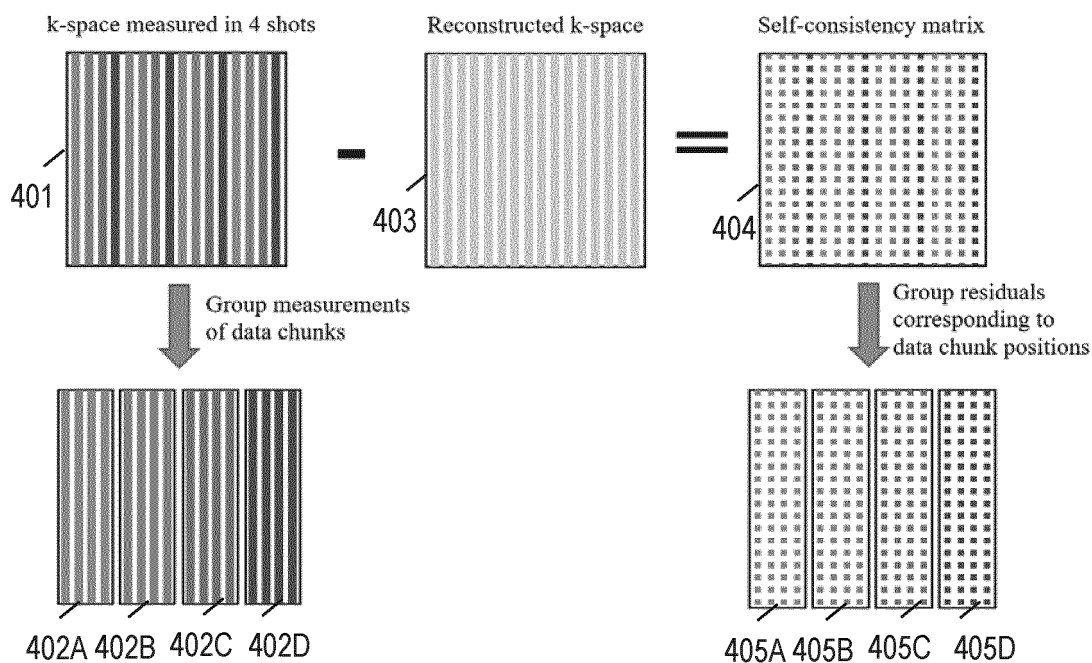 k-space measured in 4 shots
Reconstructed k-space
Self-consistency matrix
401
403
404
Group measurements
of data chunks
Group residuals
corresponding to
data chunk positions
402A 402B 402C 402D
405A 405B 405C 405D